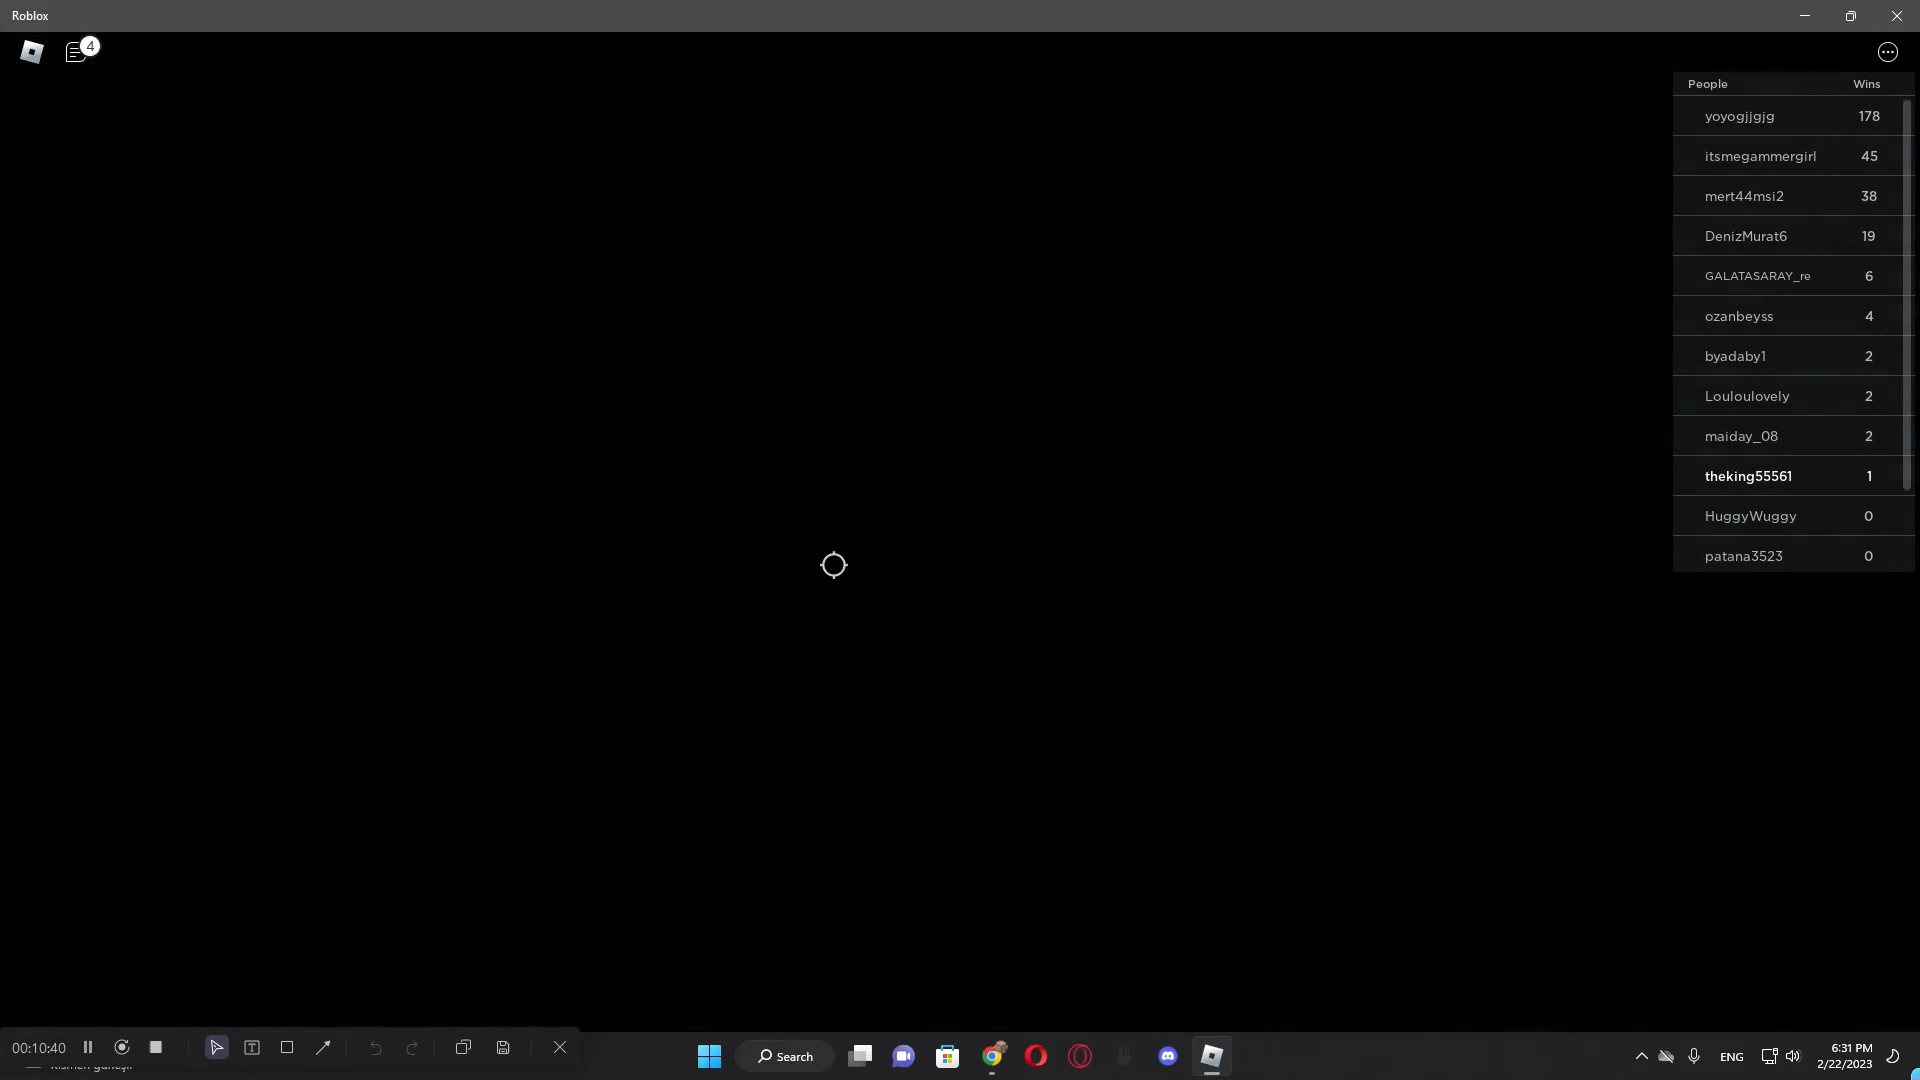 Roblox
4
People Wins
yoyogjjgjg 178
itsmegammergirl 45
mert44msi2 38
DenizMurat6 19
GALATASARAY_re 6
ozanbeyss 4
byadaby1 2
Louloulovely 2
maiday_08 2
theking55561 1
HuggyWuggy 0
patana3523 0
00:10:40
T
Kısmen güneşli
Search
ENG
6:31 PM
2/22/2023